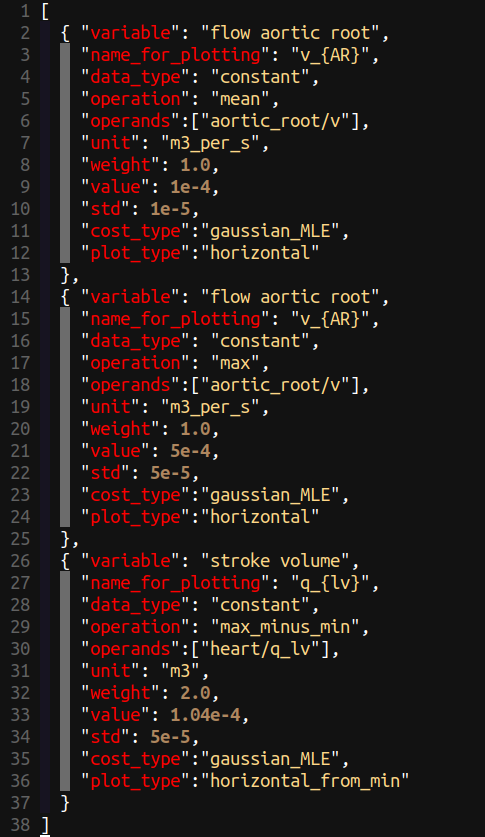 1 [
2 { "variable": "flow aortic root",
3 "name_for_plotting": "v_{AR}",
4 "data_type": "constant",
5 "operation": "mean",
6 "operands":["aortic_root/v"],
7 "unit": "m3_per_s",
8 "weight": 1.0,
9 "value": 1e-4,
10 "std": 1e-5,
11 "cost_type":"gaussian_MLE",
12 "plot_type":"horizontal"
13 },
14 { "variable": "flow aortic root",
15 "name_for_plotting": "v_{AR}",
16 "data_type": "constant",
17 "operation": "max",
18 "operands":["aortic_root/v"],
19 "unit": "m3_per_s",
20 "weight": 1.0,
21 "value": 5e-4,
22 "std": 5e-5,
23 "cost_type":"gaussian_MLE",
24 "plot_type":"horizontal"
25 },
26 { "variable": "stroke volume",
27 "name_for_plotting": "q_{lv}",
28 "data_type": "constant",
29 "operation": "max_minus_min",
30 "operands":["heart/q_lv"],
31 "unit": "m3",
32 "weight": 2.0,
33 "value": 1.04e-4,
34 "std": 5e-5,
35 "cost_type":"gaussian_MLE",
36 "plot_type":"horizontal_from_min"
37 }
38 ]